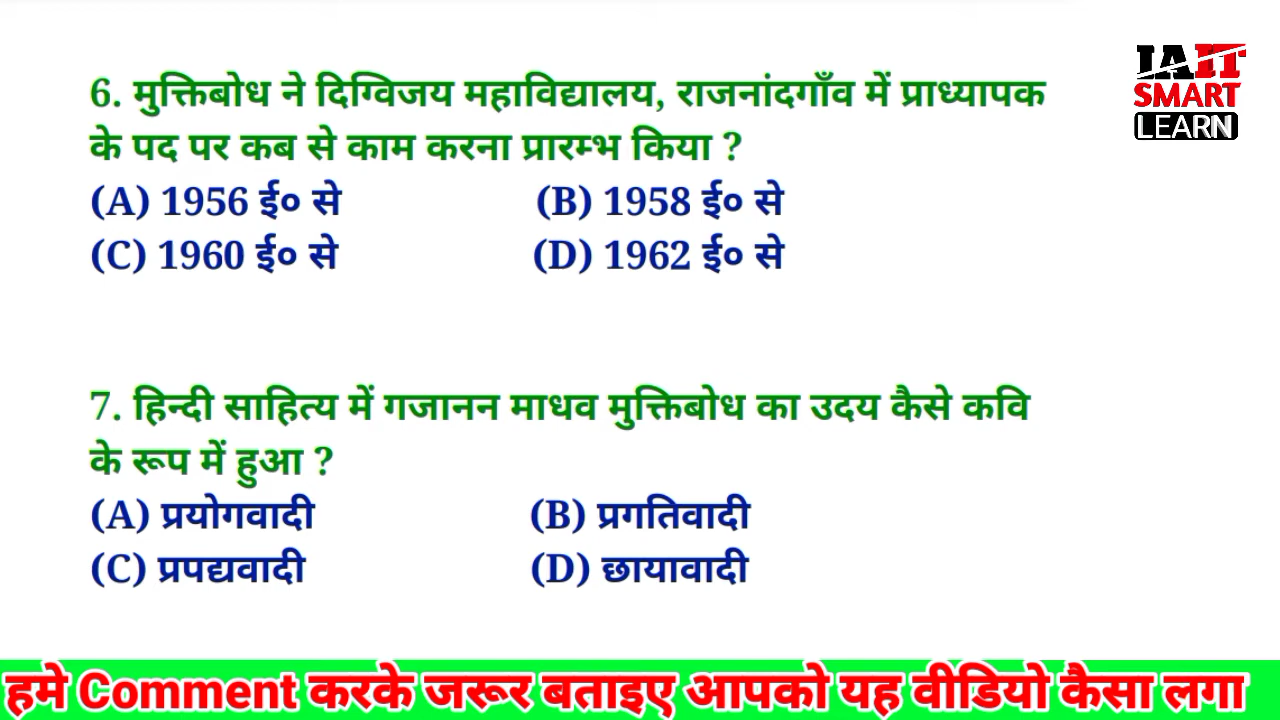 IAIT
SMART
LEARN
6. मुक्तिबोध ने दिग्विजय महाविद्यालय, राजनांदगाँव में प्राध्यापक
के पद पर कब से काम करना प्रारम्भ किया ?
(A) 1956 ई० से (B) 1958 ई० से
(C) 1960 ई० से (D) 1962 ई० से
7. हिन्दी साहित्य में गजानन माधव मुक्तिबोध का उदय कैसे कवि
के रूप में हुआ ?
(A) प्रयोगवादी (B) प्रगतिवादी
(C) प्रपद्यवादी (D) छायावादी
हमे Comment करके जरूर बताइए आपको यह वीडियो कैसा लगा